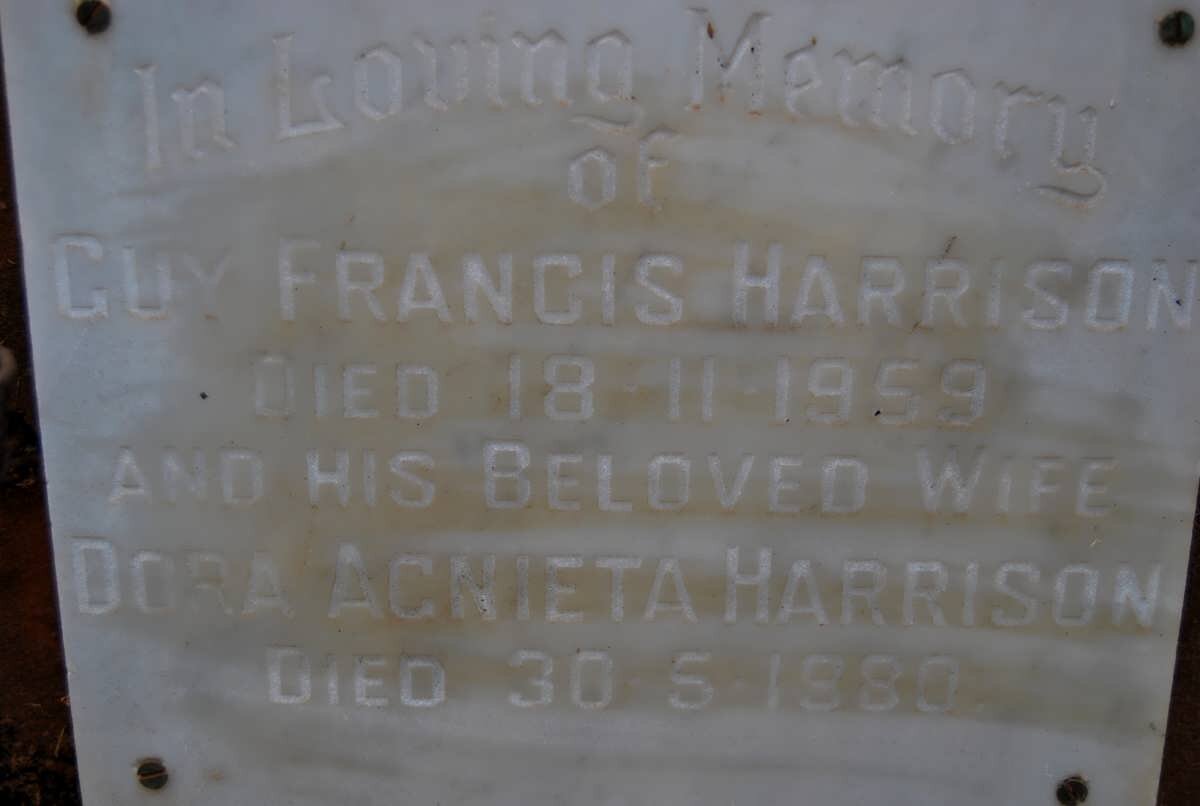 In Loving Memory
of
GUY FRANCIS HARRISON
DIED 18·11·1959
AND HIS BELOVED WIFE
DORA AGNIETA HARRISON
DIED 30·5·1980.